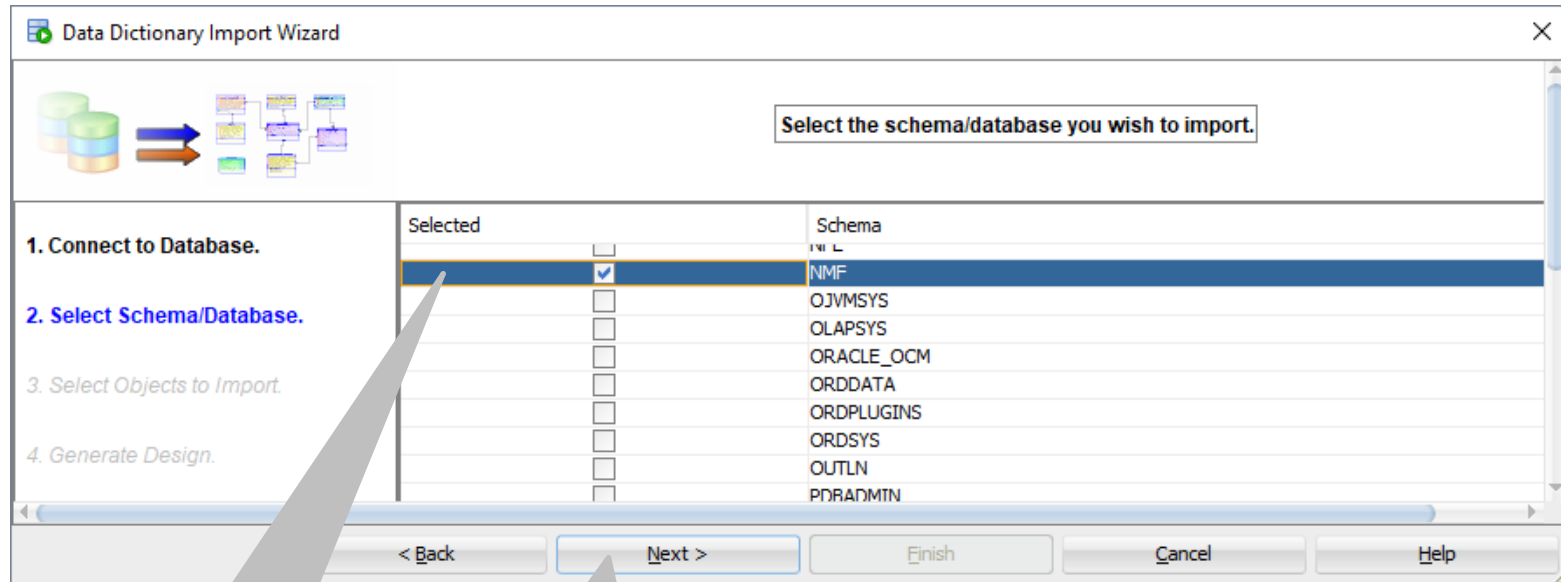 Data Dictionary Import Wizard
Select the schema/database you wish to import.
1. Connect to Database.
2. Select Schema/Database.
3. Select Objects to Import.
4. Generate Design.
Selected Schema
NMF
OJVMSYS
OLAPSYS
ORACLE_OCM
ORDDATA
ORDPLUGINS
ORDSYS
OUTLN
PDBADMIN
< Back Next > Finish Cancel Help